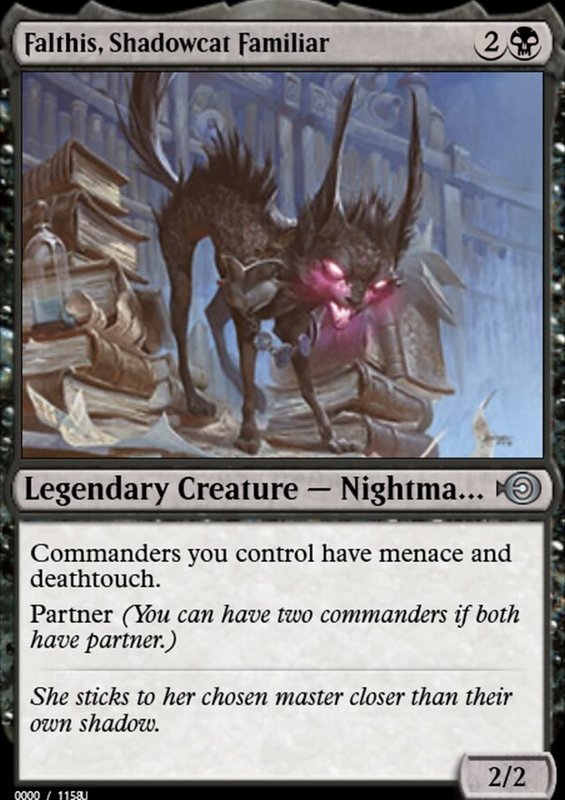 Falthis, Shadowcat Familiar 2
Legendary Creature — Nightma...
Commanders you control have menace and
deathtouch.
Partner (You can have two commanders if both
have partner.)
She sticks to her chosen master closer than their
own shadow.
2/2
0000 / 1158U